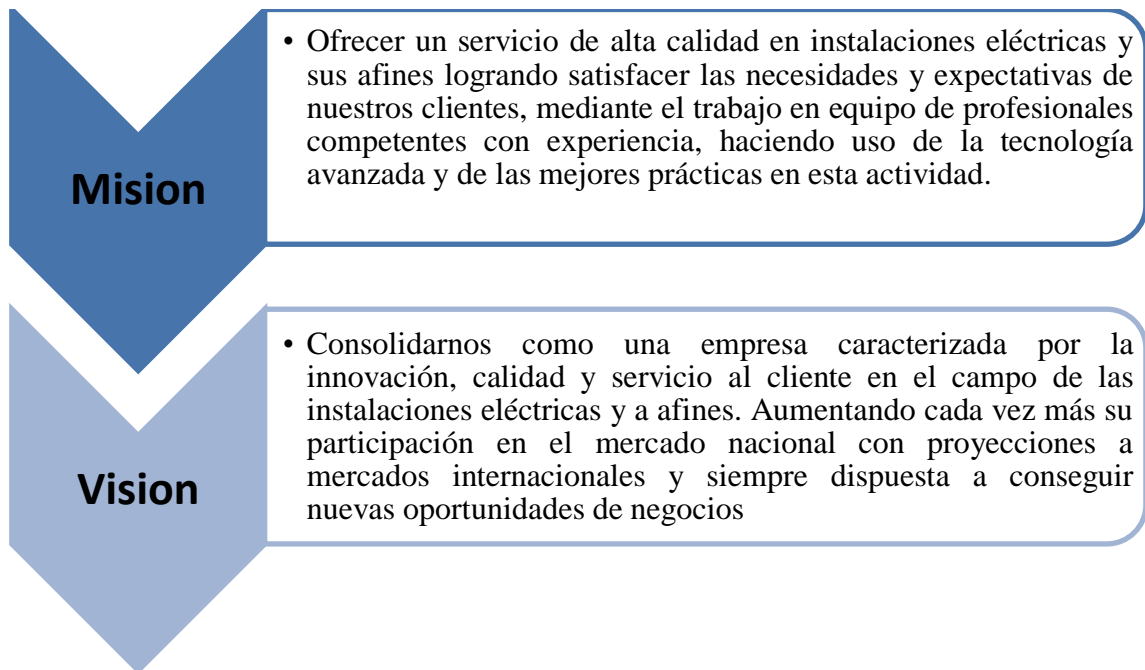 Mision
• Ofrecer un servicio de alta calidad en instalaciones eléctricas y
sus afines logrando satisfacer las necesidades y expectativas de
nuestros clientes, mediante el trabajo en equipo de profesionales
competentes con experiencia, haciendo uso de la tecnología
avanzada y de las mejores prácticas en esta actividad.
Vision
• Consolidarnos como una empresa caracterizada por la
innovación, calidad y servicio al cliente en el campo de las
instalaciones eléctricas y a afines. Aumentando cada vez más su
participación en el mercado nacional con proyecciones a
mercados internacionales y siempre dispuesta a conseguir
nuevas oportunidades de negocios